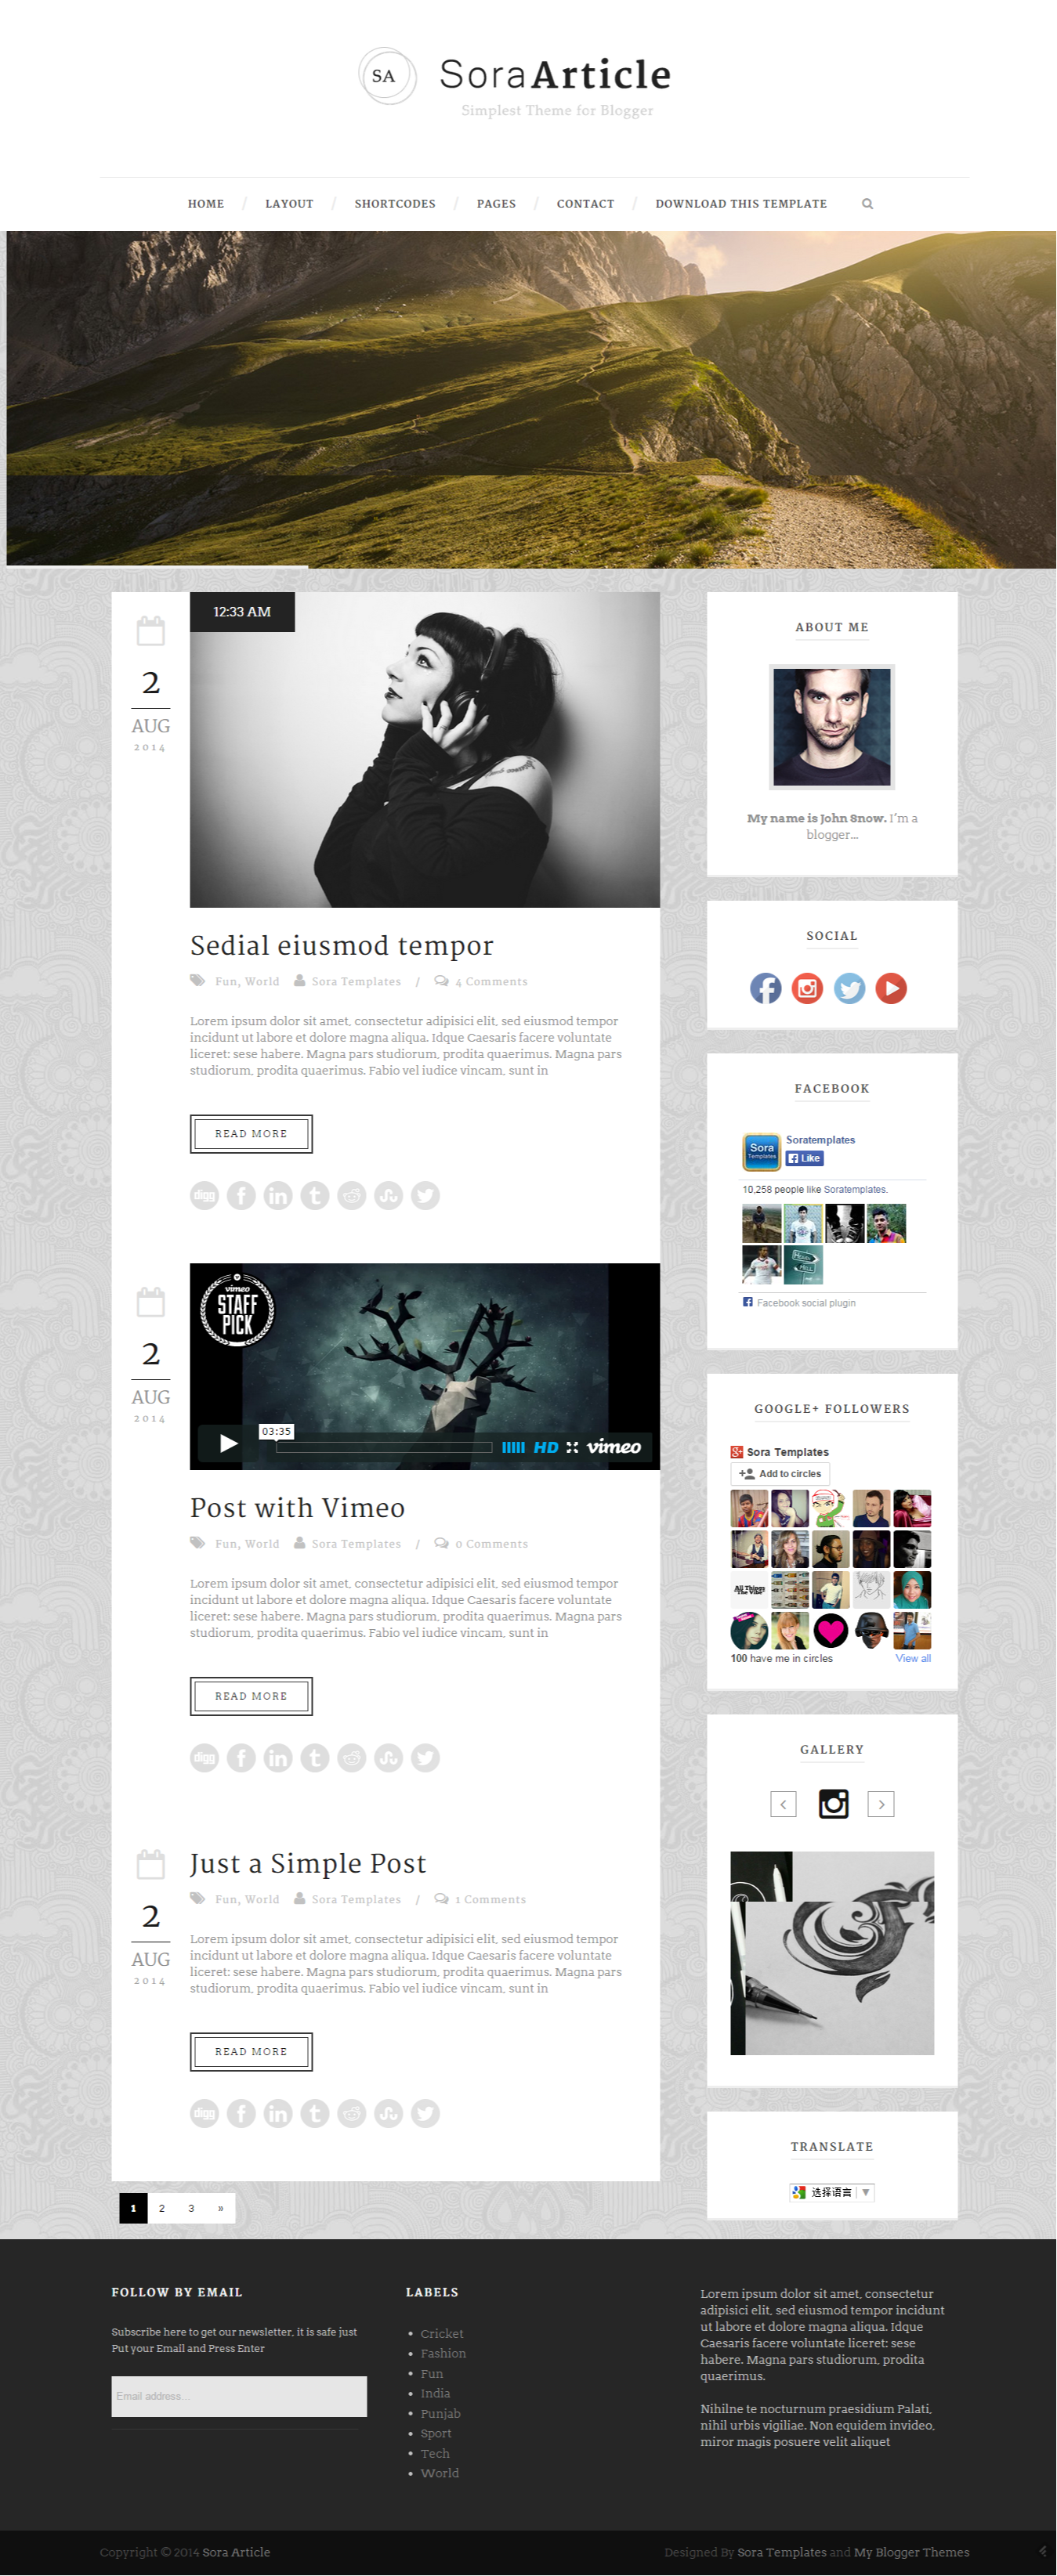 SA
SoraArticle
Simplest Theme for Blogger
HOME / LAYOUT / SHORTCODES / PAGES / CONTACT / DOWNLOAD THIS TEMPLATE
12:33 AM
2
AUG
2014
Sedial eiusmod tempor
Fun, World Sora Templates / 4 Comments
Lorem ipsum dolor sit amet, consectetur adipisici elit, sed eiusmod tempor
incidunt ut labore et dolore magna aliqua. Idque Caesaris facere voluntate
liceret: sese habere. Magna pars studiorum, prodita quaerimus. Magna pars
studiorum, prodita quaerimus. Fabio vel iudice vincam, sunt in
READ MORE
digg
2
AUG
2014
vimeo
STAFF
PICK
03:35
HD vimeo
Post with Vimeo
Fun, World Sora Templates / 0 Comments
Lorem ipsum dolor sit amet, consectetur adipisici elit, sed eiusmod tempor
incidunt ut labore et dolore magna aliqua. Idque Caesaris facere voluntate
liceret: sese habere. Magna pars studiorum, prodita quaerimus. Magna pars
studiorum, prodita quaerimus. Fabio vel iudice vincam, sunt in
READ MORE
digg
2
AUG
2014
Just a Simple Post
Fun, World Sora Templates / 1 Comments
Lorem ipsum dolor sit amet, consectetur adipisici elit, sed eiusmod tempor
incidunt ut labore et dolore magna aliqua. Idque Caesaris facere voluntate
liceret: sese habere. Magna pars studiorum, prodita quaerimus. Magna pars
studiorum, prodita quaerimus. Fabio vel iudice vincam, sunt in
READ MORE
digg
1 2 3 »
ABOUT ME
My name is John Snow. I'm a
blogger...
SOCIAL
FACEBOOK
Sora
Templates
Soratemplates
Like
10,258 people like Soratemplates.
Facebook social plugin
GOOGLE+ FOLLOWERS
Sora Templates
Add to circles
All Things
The Vibe
100 have me in circles View all
GALLERY
TRANSLATE
选择语言
FOLLOW BY EMAIL
Subscribe here to get our newsletter, it is safe just
Put your Email and Press Enter
Email address...
LABELS
Cricket
Fashion
Fun
India
Punjab
Sport
Tech
World
Lorem ipsum dolor sit amet, consectetur
adipisici elit, sed eiusmod tempor incidunt
ut labore et dolore magna aliqua. Idque
Caesaris facere voluntate liceret: sese
habere. Magna pars studiorum, prodita
quaerimus.
Nihilne te nocturnum praesidium Palati,
nihil urbis vigiliae. Non equidem invideo,
miror magis posuere velit aliquet
Copyright © 2014 Sora Article
Designed By Sora Templates and My Blogger Themes